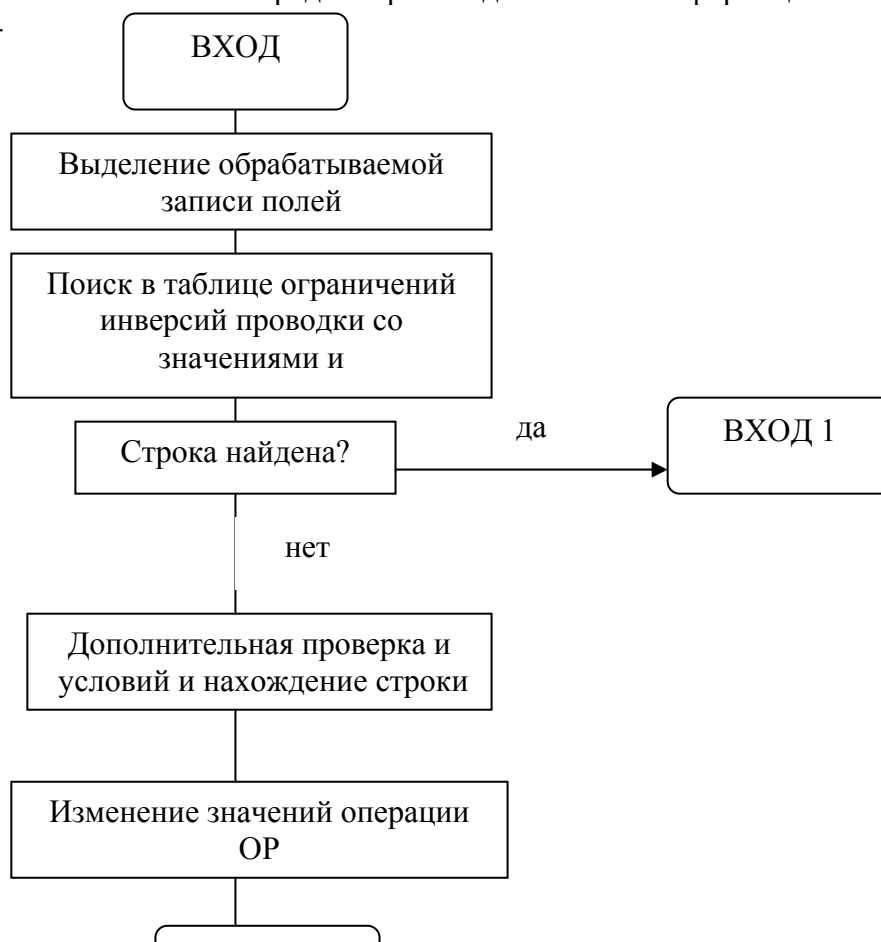 ВХОД
Выделение обрабатываемой
записи полей
Поиск в таблице ограничений
инверсий проводки со
значениями и
Строка найдена?
да
ВХОД 1
нет
Дополнительная проверка и
условий и нахождение строки
Изменение значений операции
ОР